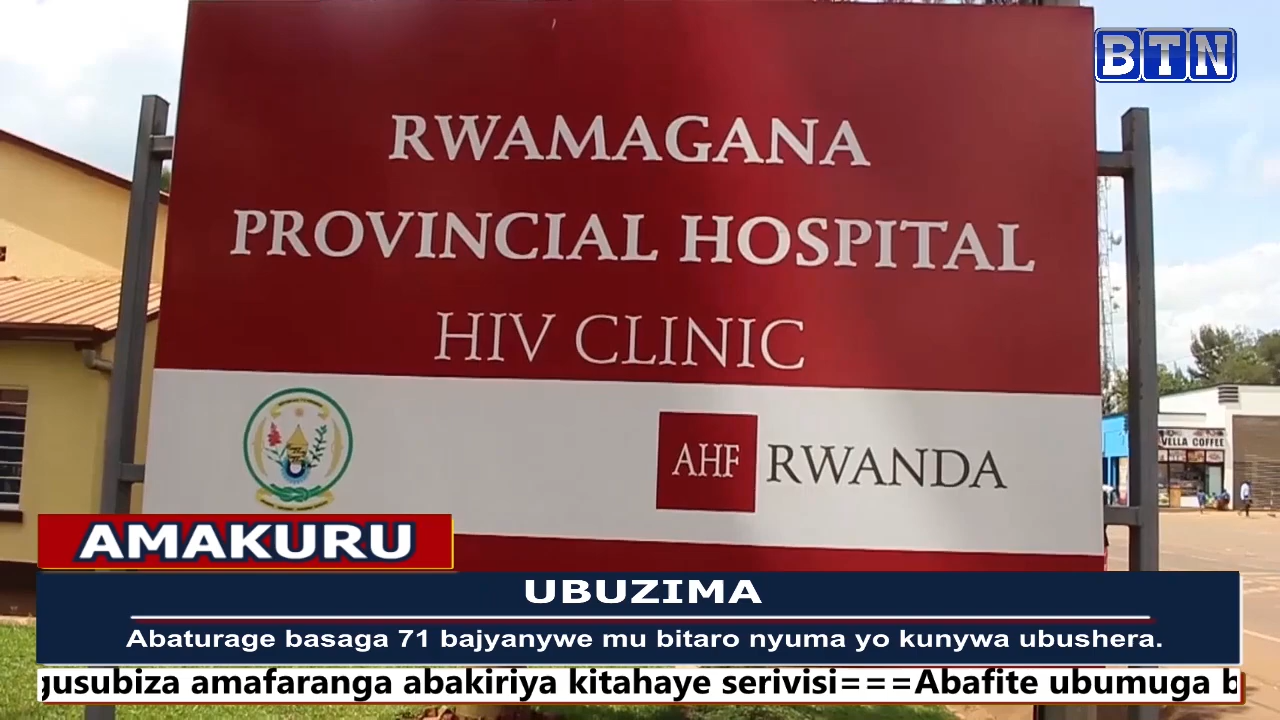 BTN
RWAMAGANA
PROVINCIAL HOSPITAL
HIV CLINIC
AHF RWANDA
VELLA COFFEE
AMAKURU
UBUZIMA
Abaturage basaga 71 bajyanywe mu bitaro nyuma yo kunywa ubushera.
gusubiza amafaranga abakiriya kitahaye serivisi===Abafite ubumuga b